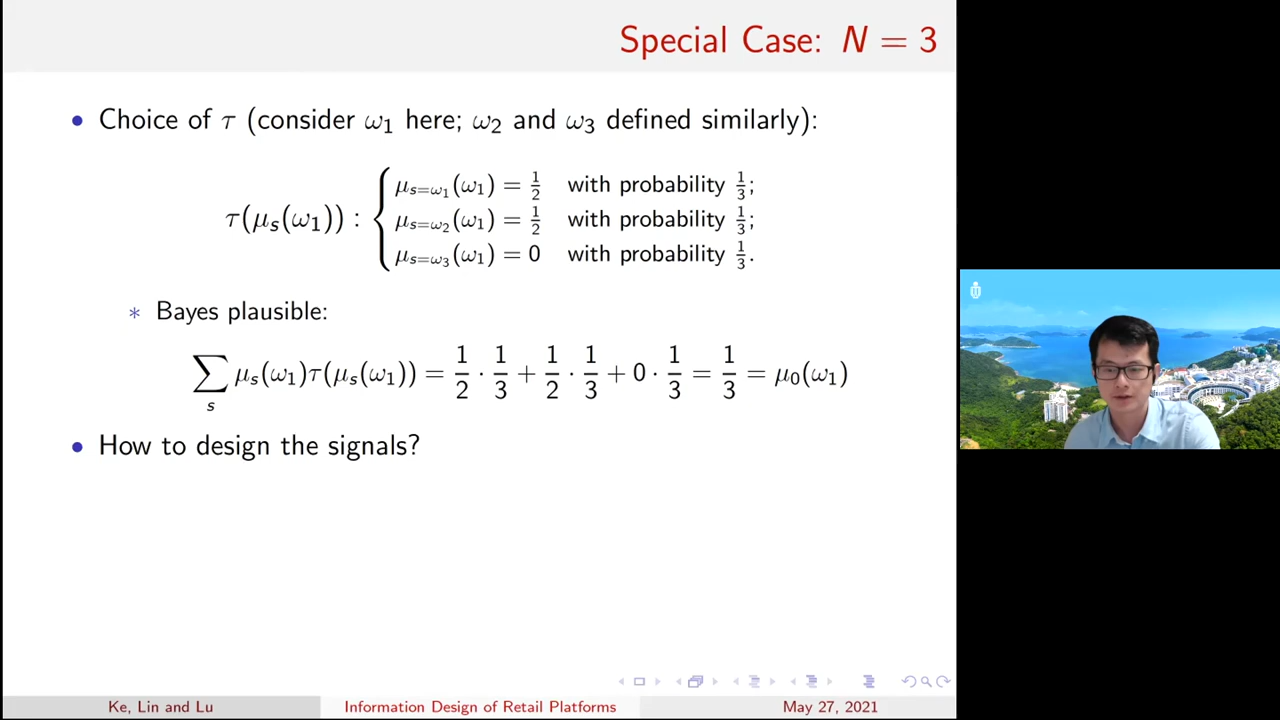 Special Case: N = 3
• Choice of τ (consider ω₁ here; ω₂ and ω₃ defined similarly):
μₛ₌ω₁(ω₁) = 1/2 with probability 1/3;
τ(μₛ(ω₁)) : { μₛ₌ω₂(ω₁) = 1/2 with probability 1/3;
μₛ₌ω₃(ω₁) = 0 with probability 1/3.
* Bayes plausible:
∑ₛ μₛ(ω₁)τ(μₛ(ω₁)) = 1/2 · 1/3 + 1/2 · 1/3 + 0 · 1/3 = 1/3 = μ₀(ω₁)
• How to design the signals?
Ke, Lin and Lu Information Design of Retail Platforms May 27, 2021